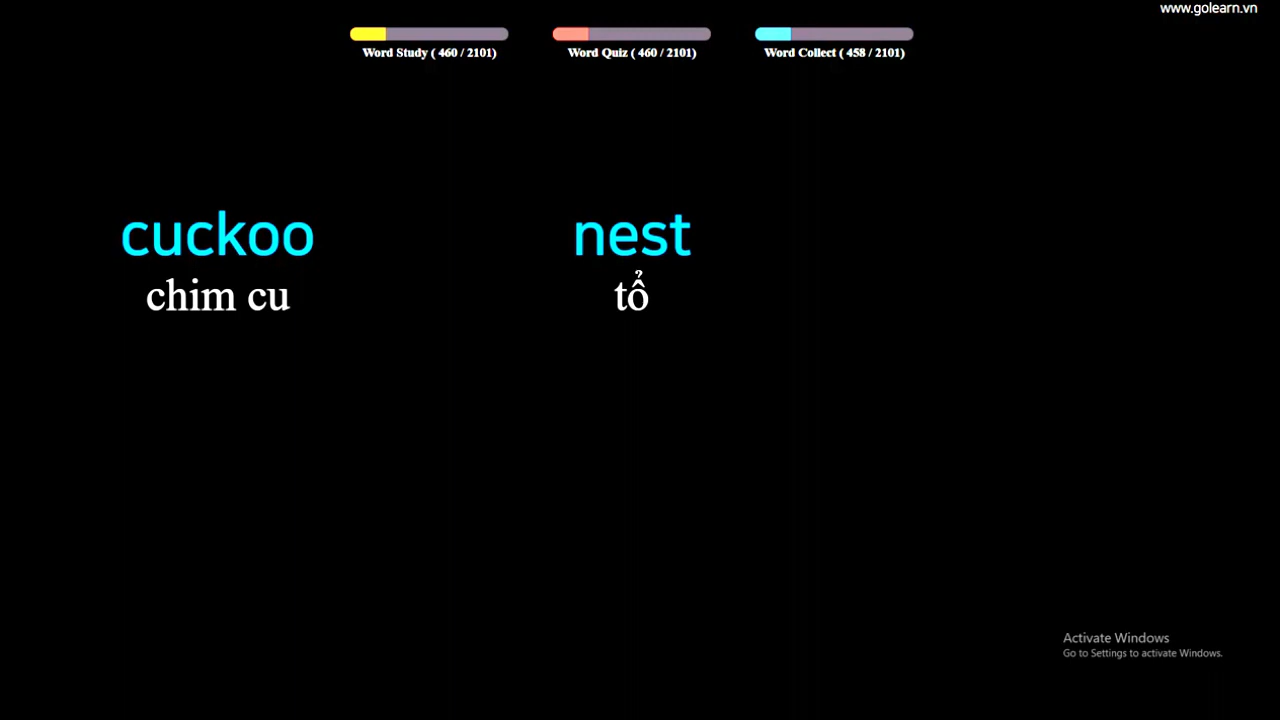 www.golearn.vn
Word Study ( 460 / 2101)
Word Quiz ( 460 / 2101)
Word Collect ( 458 / 2101)
cuckoo
chim cu
nest
tổ
Activate Windows
Go to Settings to activate Windows.